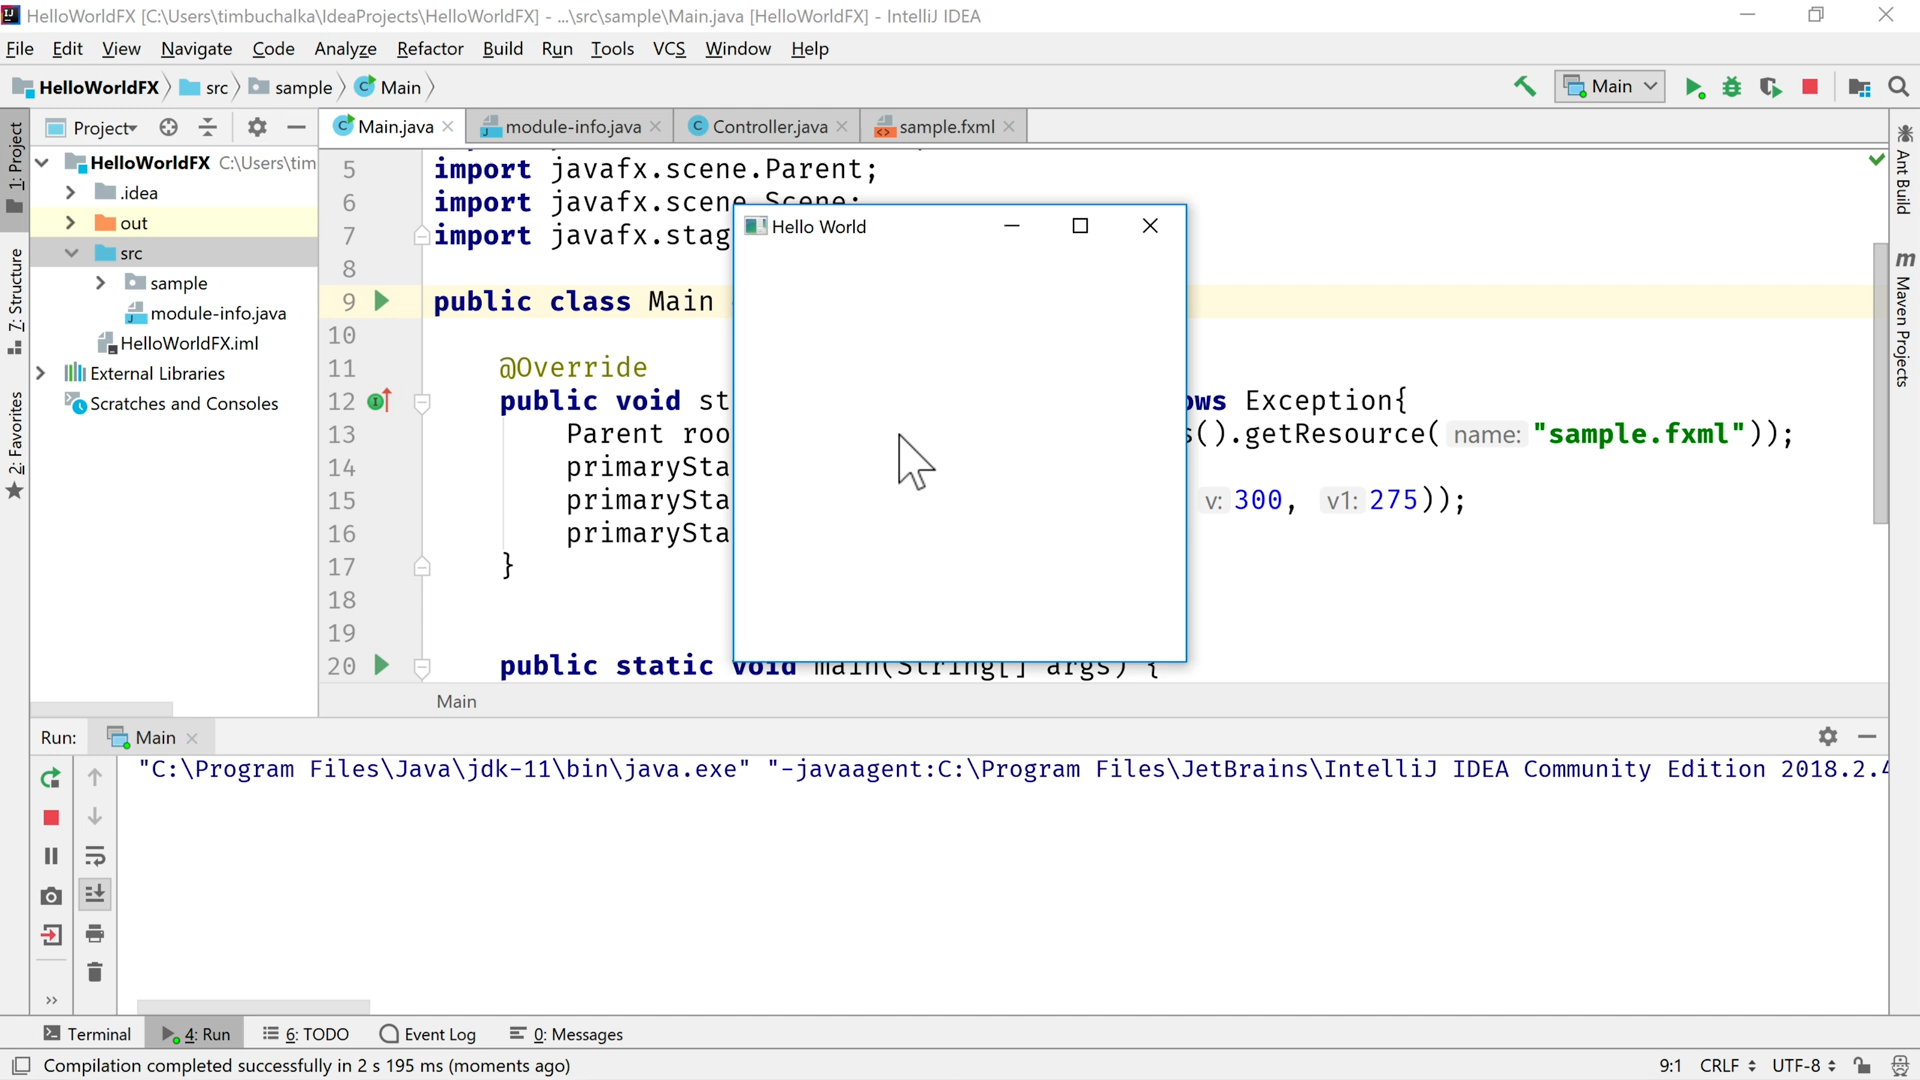 HelloWorldFX [C:\Users\timbuchalka\IdeaProjects\HelloWorldFX] - ...\src\sample\Main.java [HelloWorldFX] - IntelliJ IDEA
File Edit View Navigate Code Analyze Refactor Build Run Tools VCS Window Help
HelloWorldFX src sample Main
Main
Project
Main.java module-info.java Controller.java sample.fxml
HelloWorldFX C:\Users\tim
.idea
out
src
sample
module-info.java
HelloWorldFX.iml
External Libraries
Scratches and Consoles
1: Project
7: Structure
2: Favorites
Ant Build
Maven Projects
5 import javafx.scene.Parent;
6 import javafx.scene.Scene;
7 import javafx.stag
8
9 public class Main
10
11 @Override
12 public void st ows Exception{
13 Parent roo s().getResource( name: "sample.fxml"));
14 primarySta
15 primarySta v: 300, v1: 275));
16 primarySta
17 }
18
19
20 public static void main(String[] args) {
Hello World
Main
Run: Main
"C:\Program Files\Java\jdk-11\bin\java.exe" "-javaagent:C:\Program Files\JetBrains\IntelliJ IDEA Community Edition 2018.2.4
Terminal 4: Run 6: TODO Event Log 0: Messages
Compilation completed successfully in 2 s 195 ms (moments ago)
9:1 CRLF UTF-8